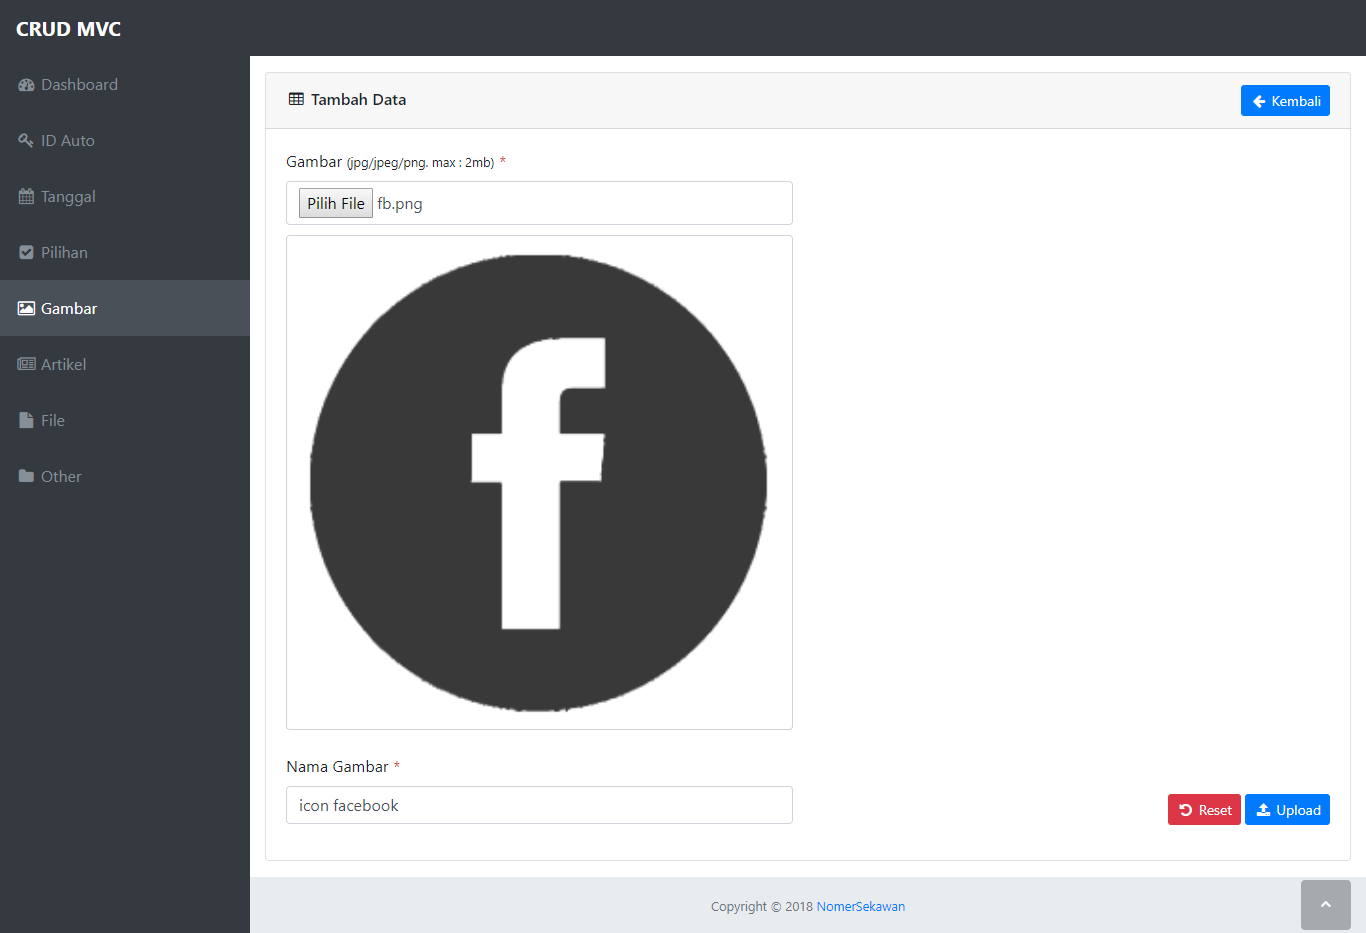 CRUD MVC
Dashboard
ID Auto
Tanggal
Pilihan
Gambar
Artikel
File
Other
Tambah Data
Kembali
Gambar (jpg/jpeg/png. max : 2mb) *
Pilih File fb.png
f
Nama Gambar *
icon facebook
Reset
Upload
Copyright © 2018 NomerSekawan